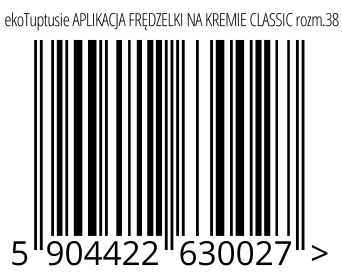 ekoTuptusie APLIKACJA FRĘDZELKI NA KREMIE CLASSIC rozm.38
5 904422 630027 >